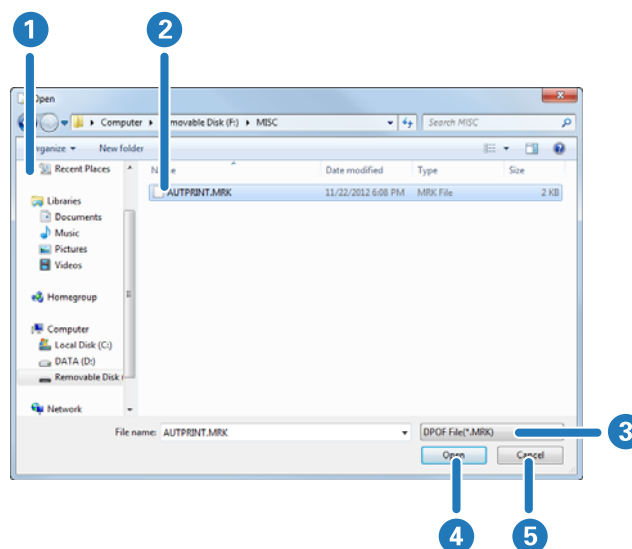 1
2
Open
Computer
Removable Disk (F:)
MISC
Search MISC
Organize
New folder
Recent Places
Name
Date modified
Type
Size
AUTPRINT.MRK
11/22/2012 6:08 PM
MRK File
2 KB
Libraries
Documents
Music
Pictures
Videos
Homegroup
Computer
Local Disk (C:)
DATA (D:)
Removable Disk (
Network
File name:
AUTPRINT.MRK
DPOF File(*.MRK)
3
Open
Cancel
4
5